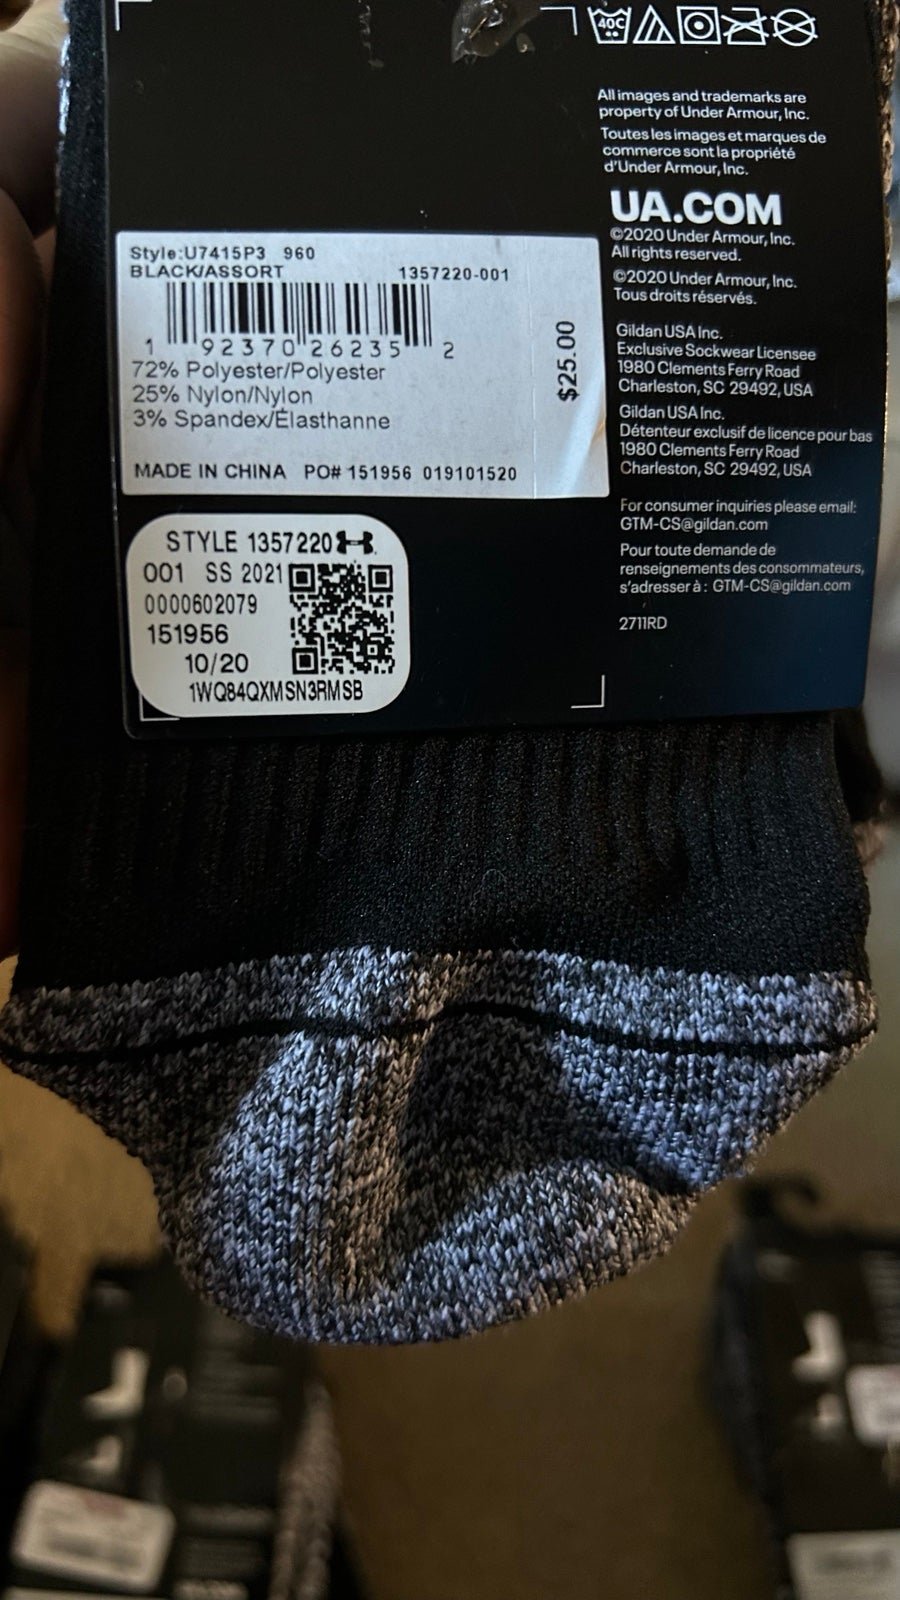 40C
All images and trademarks are
property of Under Armour, Inc.
Toutes les images et marques de
commerce sont la propriété
d'Under Armour, Inc.
UA.COM
©2020 Under Armour, Inc.
All rights reserved.
©2020 Under Armour, Inc.
Tous droits réservés.
Gildan USA Inc.
Exclusive Sockwear Licensee
1980 Clements Ferry Road
Charleston, SC 29492, USA
Gildan USA Inc.
Détenteur exclusif de licence pour bas
1980 Clements Ferry Road
Charleston, SC 29492, USA
For consumer inquiries please email:
GTM-CS@gildan.com
Pour toute demande de
renseignements des consommateurs,
s'adresser à : GTM-CS@gildan.com
2711RD
Style:U7415P3 960
BLACK/ASSORT 1357220-001
1 92370 26235 2
72% Polyester/Polyester
25% Nylon/Nylon
3% Spandex/Élasthanne
MADE IN CHINA PO# 151956 019101520
$25.00
STYLE 1357220
001 SS 2021
0000602079
151956
10/20
1WQ84QXMSN3RMSB